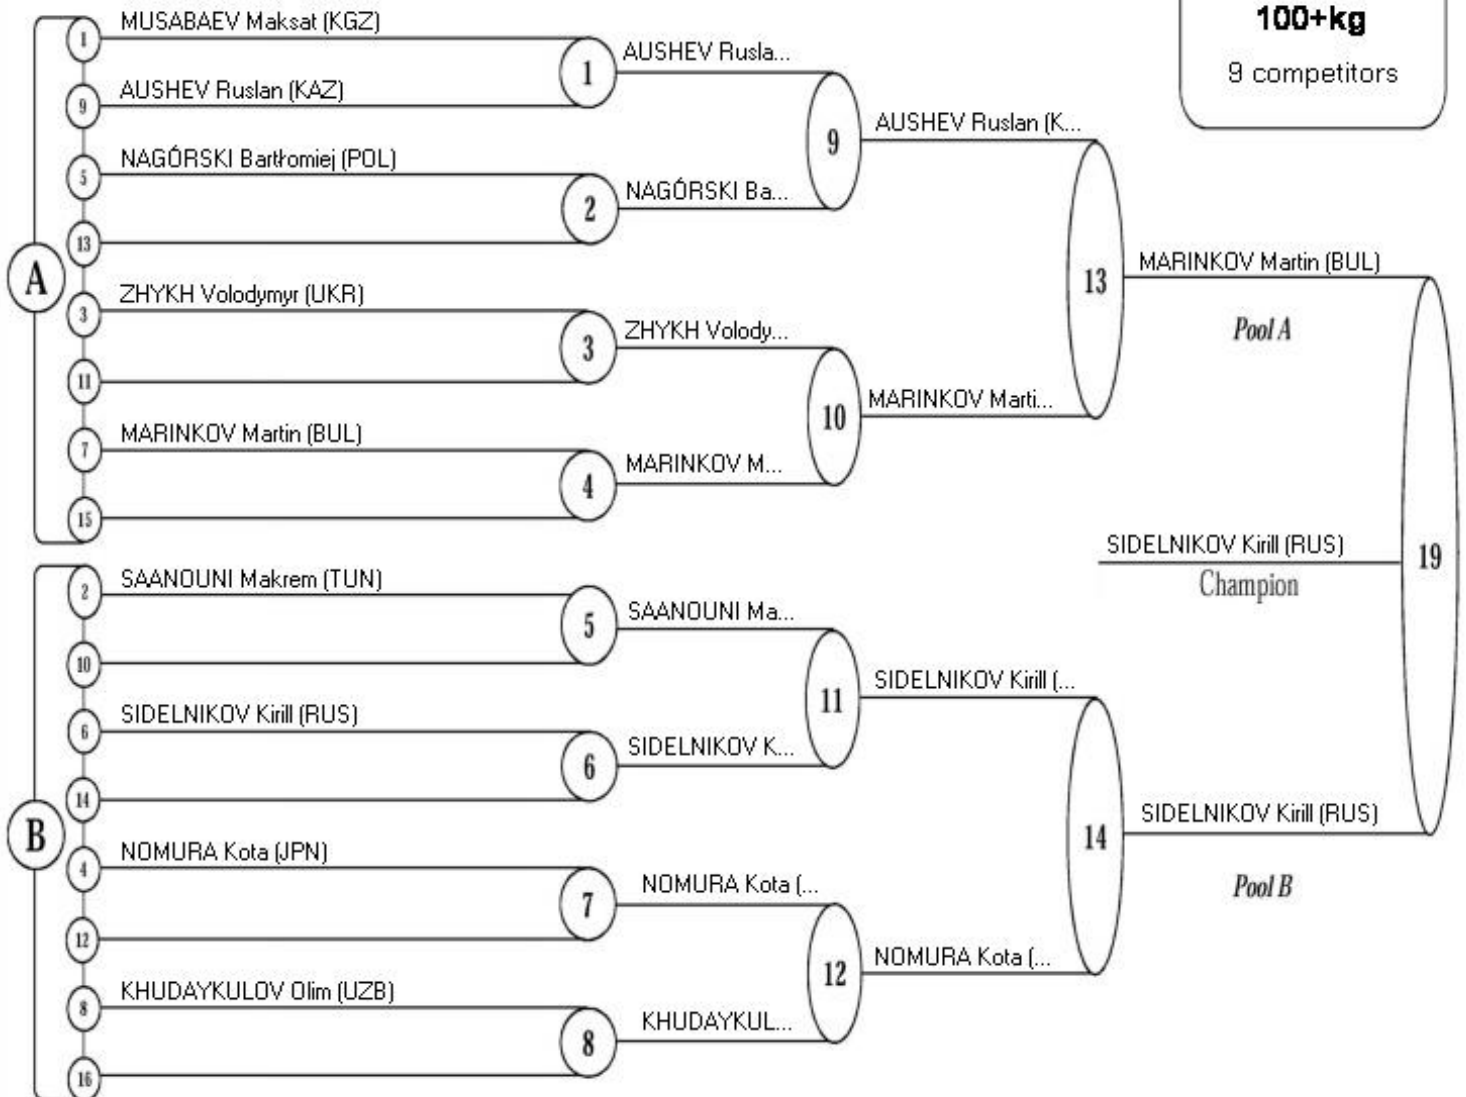 100+kg
9 competitors
A
1
MUSABAEV Maksat (KGZ)
9
AUSHEV Ruslan (KAZ)
5
NAGÓRSKI Bartłomiej (POL)
13
3
ZHYKH Volodymyr (UKR)
11
7
MARINKOV Martin (BUL)
15
1
AUSHEV Rusla...
2
NAGÓRSKI Ba...
3
ZHYKH Volody...
4
MARINKOV M...
9
AUSHEV Ruslan (K...
10
MARINKOV Marti...
13
MARINKOV Martin (BUL)
Pool A
B
2
SAANOUNI Makrem (TUN)
10
6
SIDELNIKOV Kirill (RUS)
14
4
NOMURA Kota (JPN)
12
8
KHUDAYKULOV Olim (UZB)
16
5
SAANOUNI Ma...
6
SIDELNIKOV K...
7
NOMURA Kota (...
8
KHUDAYKUL...
11
SIDELNIKOV Kirill (...
12
NOMURA Kota (...
14
SIDELNIKOV Kirill (RUS)
Pool B
19
SIDELNIKOV Kirill (RUS)
Champion